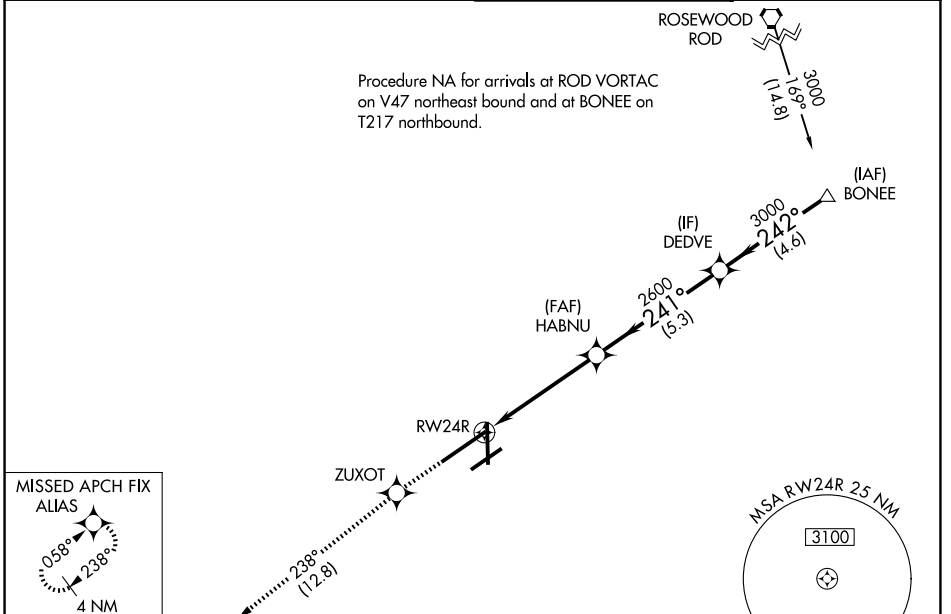 ROSEWOOD
ROD
3000
169°
(14.8)
Procedure NA for arrivals at ROD VORTAC
on V47 northeast bound and at BONEE on
T217 northbound.
(IAF)
BONEE
3000
242°
(4.6)
(IF)
DEDVE
2600
241°
(5.3)
(FAF)
HABNU
RW24R
ZUXOT
238°
(12.8)
MISSED APCH FIX
ALIAS
058°
238°
4 NM
MSA RW24R 25 NM
3100